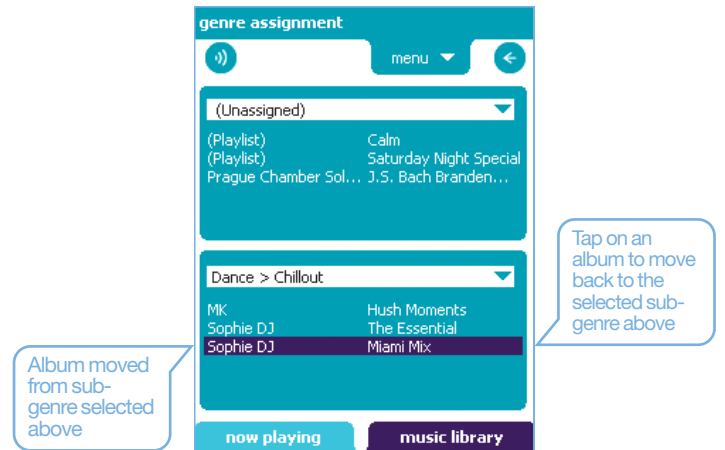 genre assignment
menu
(Unassigned)
(Playlist) Calm
(Playlist) Saturday Night Special
Prague Chamber Sol... J.S. Bach Branden...
Dance > Chillout
MK Hush Moments
Sophie DJ The Essential
Sophie DJ Miami Mix
now playing music library
Tap on an
album to move
back to the
selected sub-
genre above
Album moved
from sub-
genre selected
above